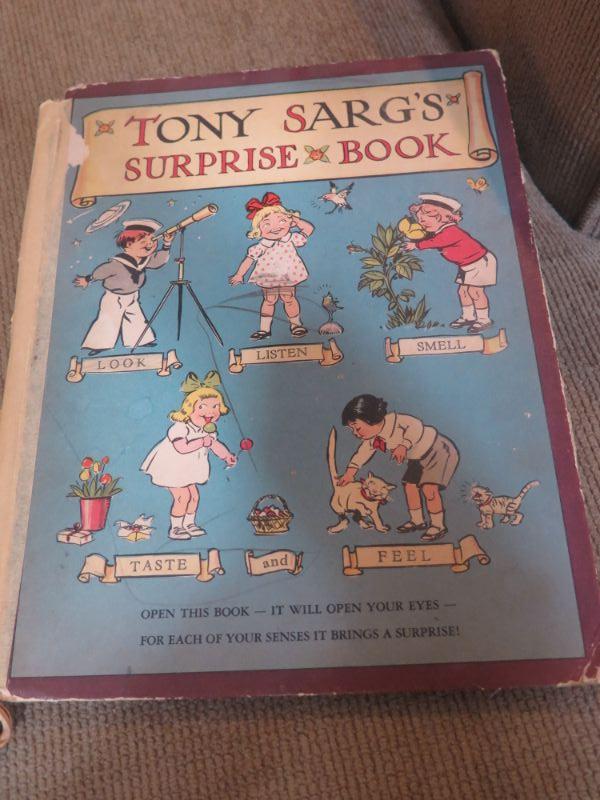 TONY SARG'S
SURPRISE BOOK
LOOK
LISTEN
SMELL
TASTE
and
FEEL
OPEN THIS BOOK — IT WILL OPEN YOUR EYES —
FOR EACH OF YOUR SENSES IT BRINGS A SURPRISE!